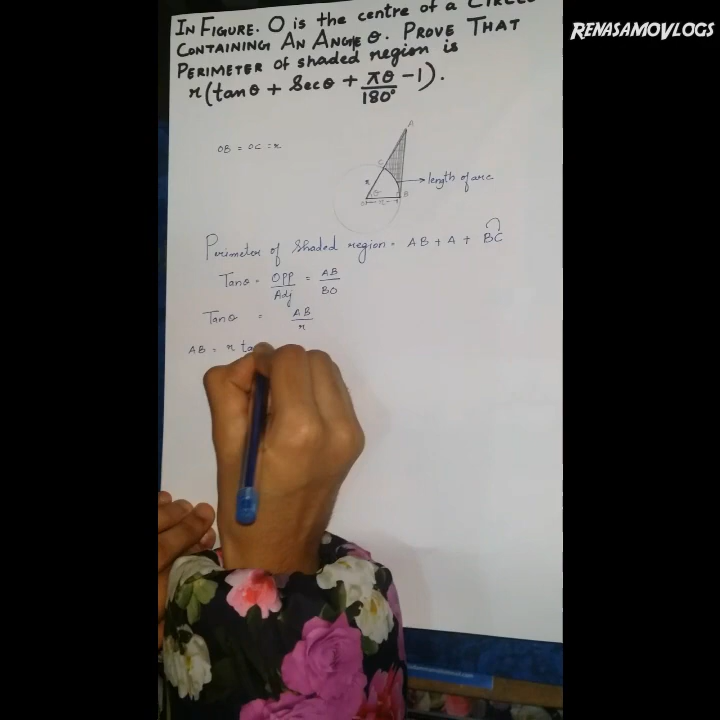 RENASAMOVLOGS
IN FIGURE. O is the centre of a
CONTAINING AN ANGLE θ. PROVE THAT
PERIMETER of shaded region is
r(tanθ + Secθ + πθ/180° - 1).
OB = OC = r
A
C
r
length of arc
θ
O r B
Perimeter of Shaded region = AB + A + BC
Tanθ = OPP/Adj = AB/BO
Tanθ = AB/r
AB = r ta